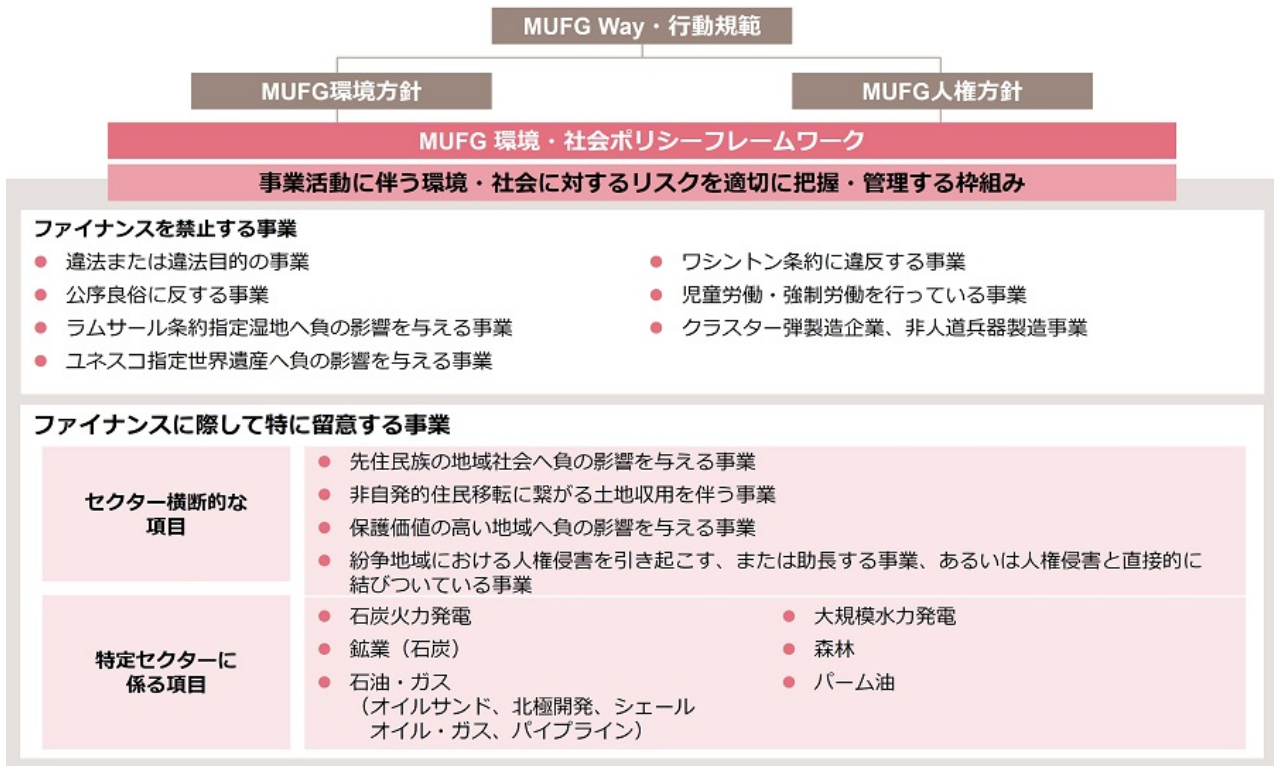 MUFG Way・行動規範
MUFG環境方針
MUFG人権方針
MUFG 環境・社会ポリシーフレームワーク
事業活動に伴う環境・社会に対するリスクを適切に把握・管理する枠組み
ファイナンスを禁止する事業
● 違法または違法目的の事業
● 公序良俗に反する事業
● ラムサール条約指定湿地へ負の影響を与える事業
● ユネスコ指定世界遺産へ負の影響を与える事業
● ワシントン条約に違反する事業
● 児童労働・強制労働を行っている事業
● クラスター弾製造企業、非人道兵器製造事業
ファイナンスに際して特に留意する事業
セクター横断的な
項目
● 先住民族の地域社会へ負の影響を与える事業
● 非自発的住民移転に繋がる土地収用を伴う事業
● 保護価値の高い地域へ負の影響を与える事業
● 紛争地域における人権侵害を引き起こす、または助長する事業、あるいは人権侵害と直接的に
結びついている事業
特定セクターに
係る項目
● 石炭火力発電
● 鉱業（石炭）
● 石油・ガス
（オイルサンド、北極開発、シェール
オイル・ガス、パイプライン）
● 大規模水力発電
● 森林
● パーム油